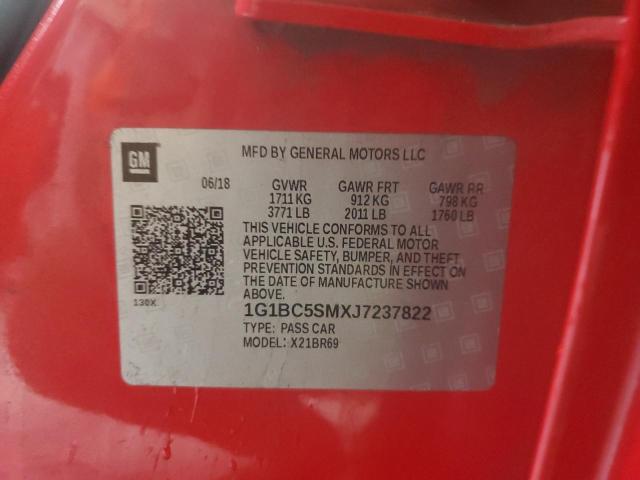 GM
MFD BY GENERAL MOTORS LLC
06/18 GVWR GAWR FRT GAWR RR
1711 KG 912 KG 798 KG
3771 LB 2011 LB 1760 LB
THIS VEHICLE CONFORMS TO ALL
APPLICABLE U.S. FEDERAL MOTOR
VEHICLE SAFETY, BUMPER, AND THEFT
PREVENTION STANDARDS IN EFFECT ON
THE DATE OF MANUFACTURE SHOWN
ABOVE.
130X
1G1BC5SMXJ7237822
TYPE: PASS CAR
MODEL: X21BR69